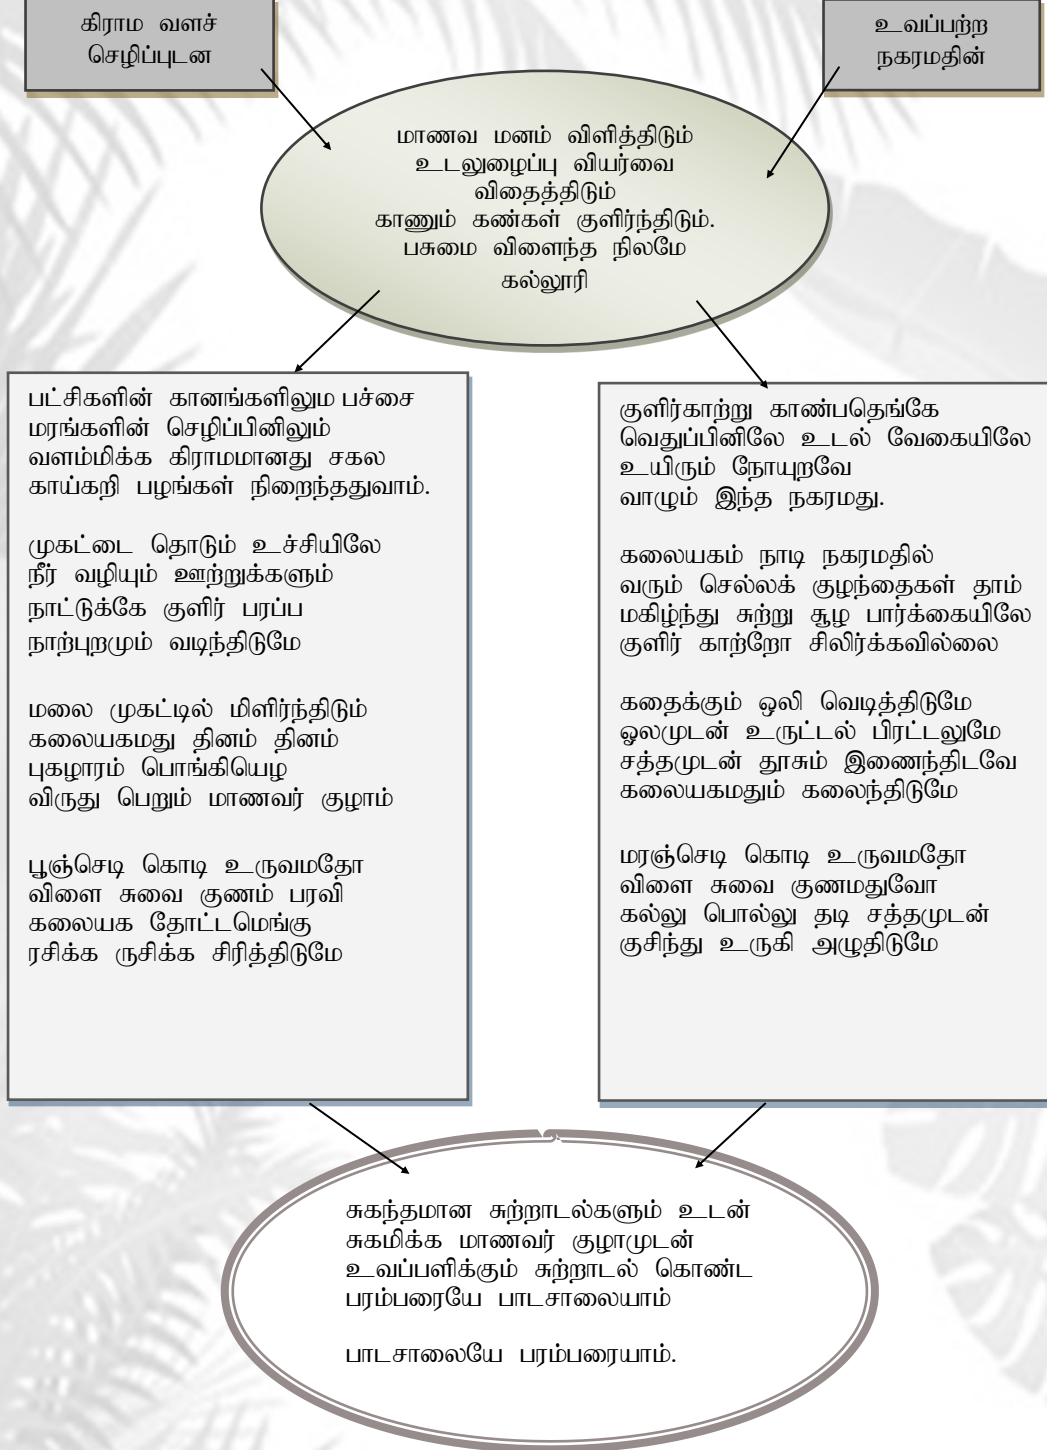 கிராம வளச்
செழிப்புடன
உவப்பற்ற
நகரமதின்
மாணவ மனம் விளித்திடும்
உடலுழைப்பு வியர்வை
விதைத்திடும்
காணும் கண்கள் குளிர்ந்திடும்.
பசுமை விளைந்த நிலமே
கல்லூரி
பட்சிகளின் கானங்களிலும பச்சை
மரங்களின் செழிப்பினிலும்
வளம்மிக்க கிராமமானது சகல
காய்கறி பழங்கள் நிறைந்ததுவாம்.
முகட்டை தொடும் உச்சியிலே
நீர் வழியும் ஊற்றுக்களும்
நாட்டுக்கே குளிர் பரப்ப
நாற்புறமும் வடிந்திடுமே
மலை முகட்டில் மிளிர்ந்திடும்
கலையகமது தினம் தினம்
புகழாரம் பொங்கியெழ
விருது பெறும் மாணவர் குழாம்
பூஞ்செடி கொடி உருவமதோ
விளை சுவை குணம் பரவி
கலையக தோட்டமெங்கு
ரசிக்க ருசிக்க சிரித்திடுமே
குளிர்காற்று காண்பதெங்கே
வெதுப்பினிலே உடல் வேகையிலே
உயிரும் நோயுறவே
வாழும் இந்த நகரமது.
கலையகம் நாடி நகரமதில்
வரும் செல்லக் குழந்தைகள் தாம்
மகிழ்ந்து சுற்று சூழ பார்க்கையிலே
குளிர் காற்றோ சிலிர்க்கவில்லை
கதைக்கும் ஒலி வெடித்திடுமே
ஓலமுடன் உருட்டல் பிரட்டலுமே
சத்தமுடன் தூசும் இணைந்திடவே
கலையகமதும் கலைந்திடுமே
மரஞ்செடி கொடி உருவமதோ
விளை சுவை குணமதுவோ
கல்லு பொல்லு தடி சத்தமுடன்
குசிந்து உருகி அழுதிடுமே
சுகந்தமான சுற்றாடல்களும் உடன்
சுகமிக்க மாணவர் குழாமுடன்
உவப்பளிக்கும் சுற்றாடல் கொண்ட
பரம்பரையே பாடசாலையாம்
பாடசாலையே பரம்பரையாம்.